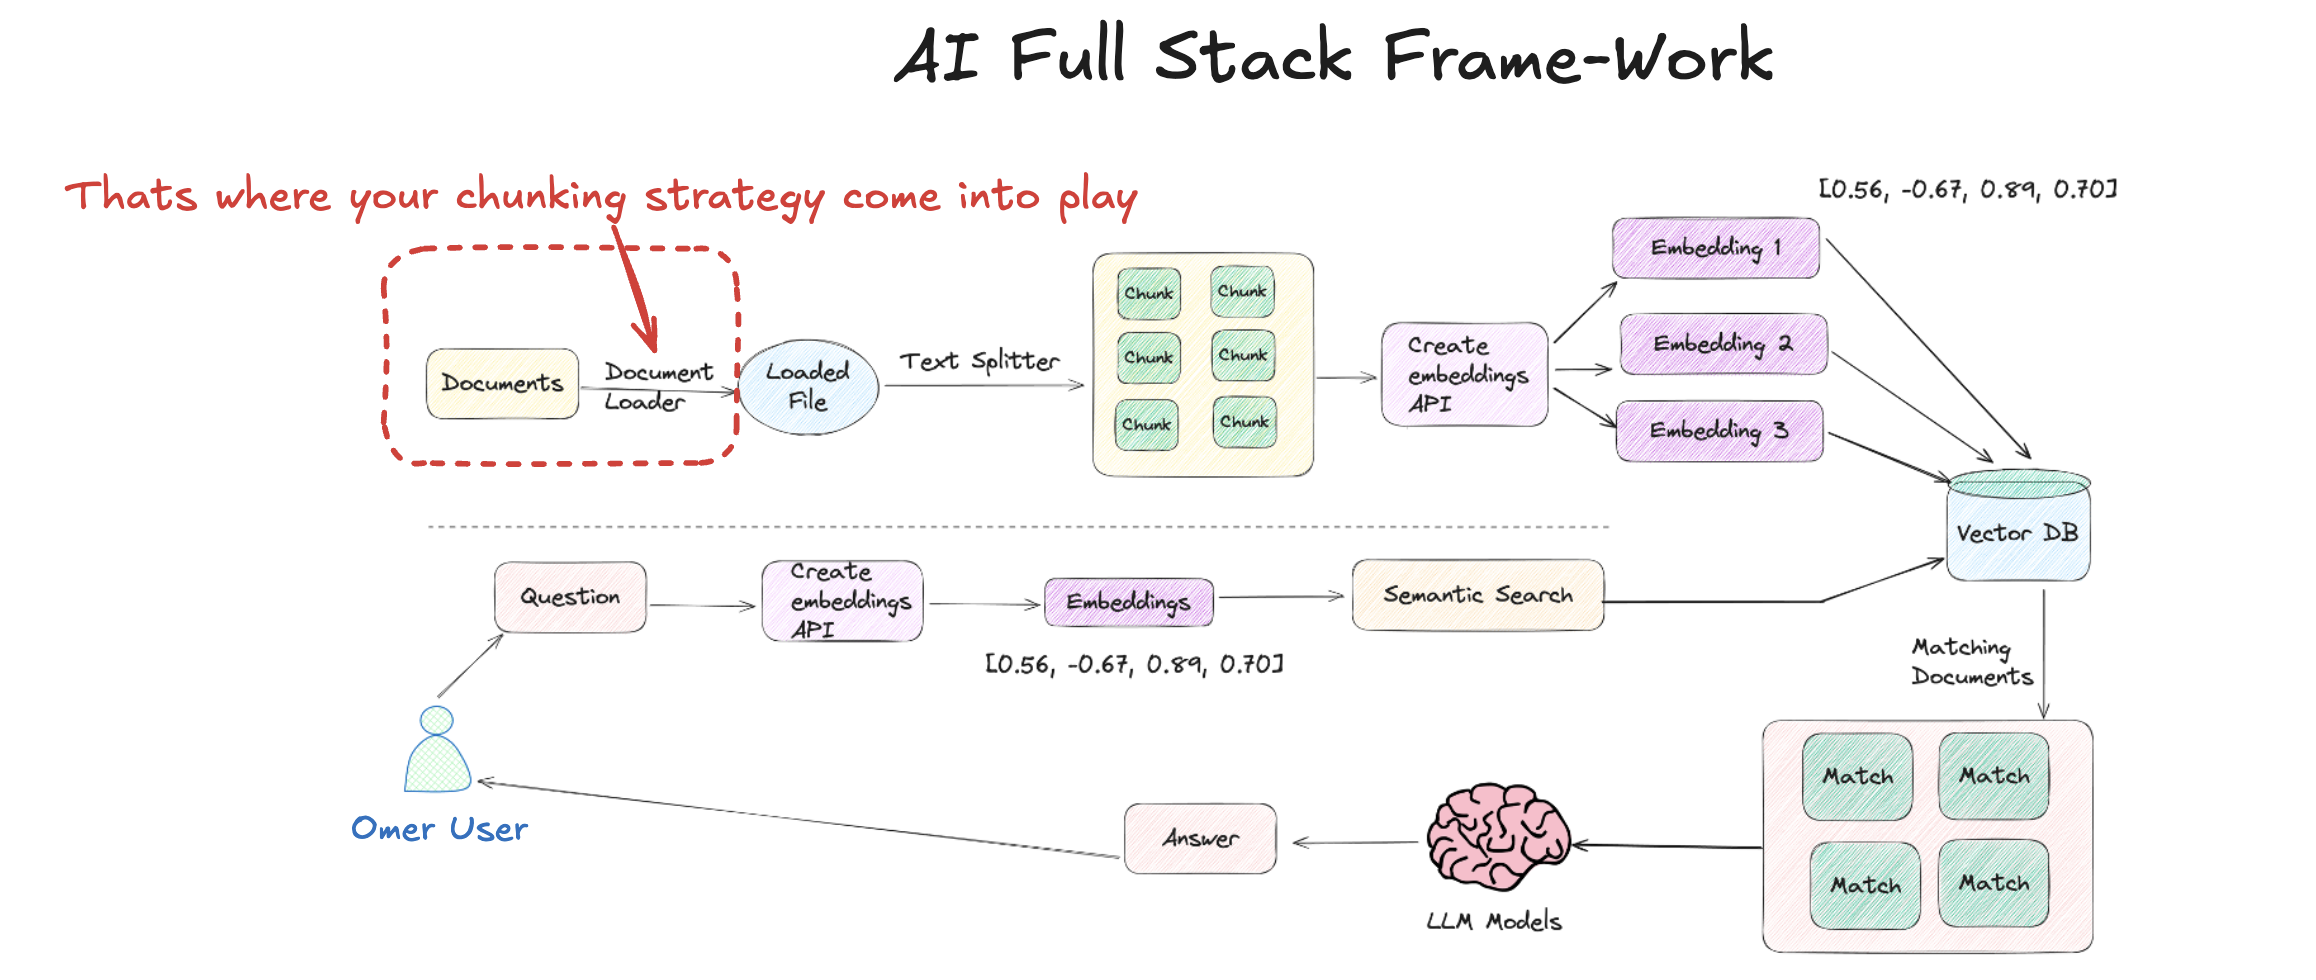 AI Full Stack Frame-Work
Thats where your chunking strategy come into play
[0.56, -0.67, 0.89, 0.70]
Documents
Document
Loader
Loaded
File
Text Splitter
Chunk
Chunk
Chunk
Chunk
Chunk
Chunk
Create
embeddings
API
Embedding 1
Embedding 2
Embedding 3
Vector DB
Question
Create
embeddings
API
Embeddings
[0.56, -0.67, 0.89, 0.70]
Semantic Search
Matching
Documents
Match
Match
Match
Match
LLM Models
Answer
Omer User